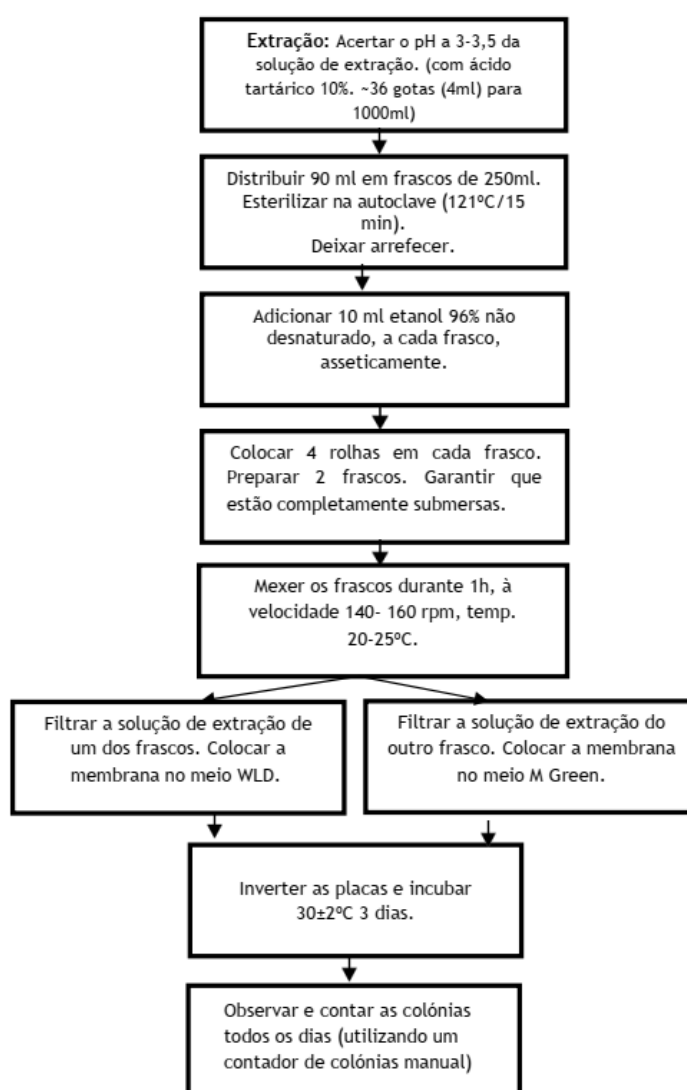 Extração: Acertar o pH a 3-3,5 da
solução de extração. (com ácido
tartárico 10%. ~36 gotas (4ml) para
1000ml)
Distribuir 90 ml em frascos de 250ml.
Esterilizar na autoclave (121ºC/15
min).
Deixar arrefecer.
Adicionar 10 ml etanol 96% não
desnaturado, a cada frasco,
asseticamente.
Colocar 4 rolhas em cada frasco.
Preparar 2 frascos. Garantir que
estão completamente submersas.
Mexer os frascos durante 1h, à
velocidade 140- 160 rpm, temp.
20-25ºC.
Filtrar a solução de extração de
um dos frascos. Colocar a
membrana no meio WLD.
Filtrar a solução de extração do
outro frasco. Colocar a membrana
no meio M Green.
Inverter as placas e incubar
30±2ºC 3 dias.
Observar e contar as colónias
todos os dias (utilizando um
contador de colónias manual)